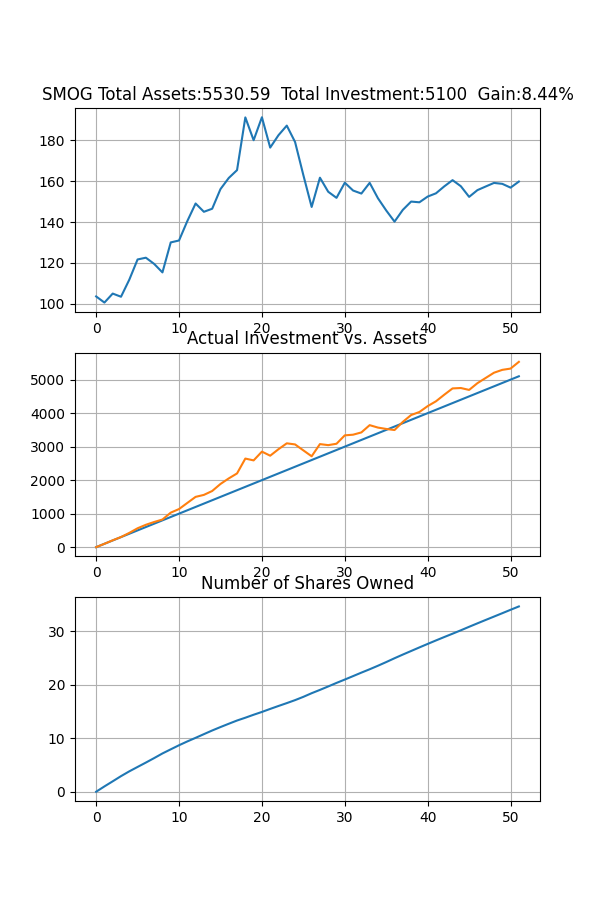 SMOG Total Assets:5530.59  Total Investment:5100  Gain:8.44%
180
160
140
120
100
0 10 20 30 40 50
Actual Investment vs. Assets
5000
4000
3000
2000
1000
0
0 10 20 30 40 50
Number of Shares Owned
30
20
10
0
0 10 20 30 40 50